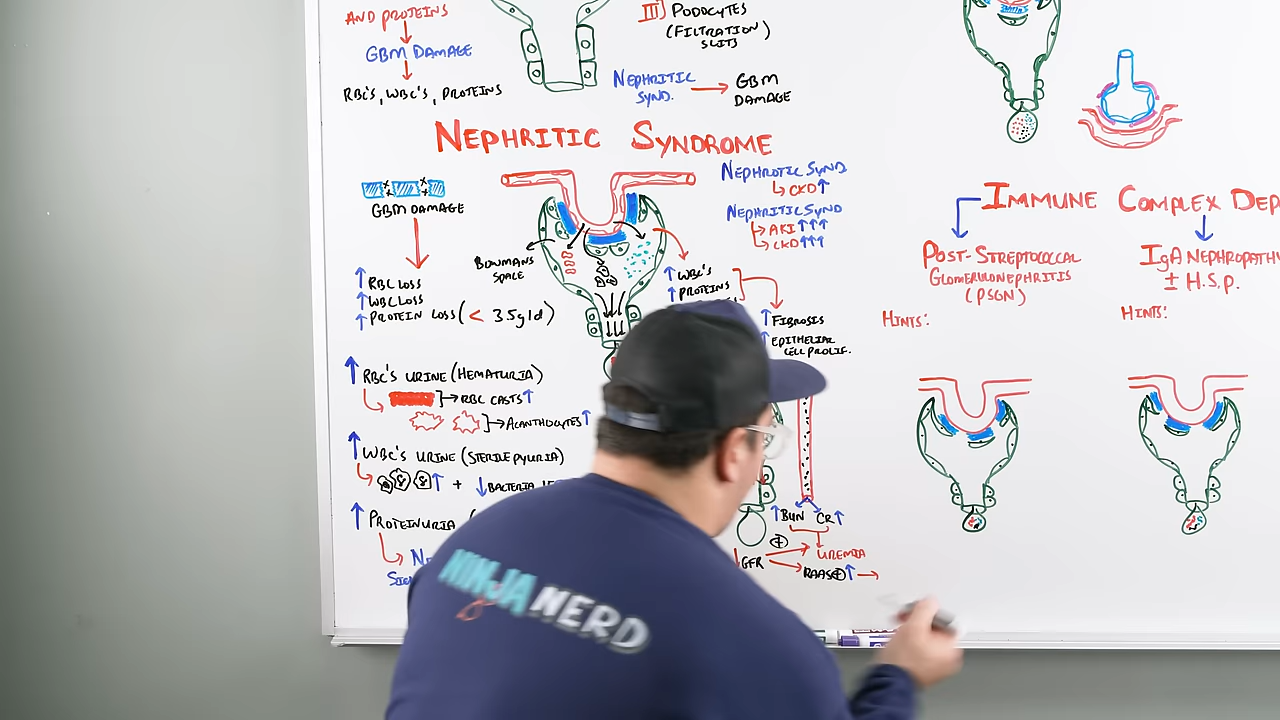 AND PROTEINS
GBM DAMAGE
RBC'S, WBC'S, PROTEINS
III) PODOCYTES
(FILTRATION
SLITS)
NEPHRITIC
SYND.
GBM
DAMAGE
NEPHRITIC SYNDROME
GBM DAMAGE
↑ RBC LOSS
↑ WBC LOSS
↑ PROTEIN LOSS (< 3.5g/d)
BOWMANS
SPACE
NEPHROTIC SYND
↳ CKD↑
NEPHRITIC SYND
↳ AKI↑↑↑
↳ CKD↑↑↑
↑ WBC's
↑ PROTEINS
↑ FIBROSIS
↑ EPITHELIAL
CELL PROLIF.
↑ RBC's URINE (HEMATURIA)
→ RBC CASTS↑
→ ACANTHOCYTES↑
↑ WBC's URINE (STERILE PYURIA)
↑ + ↓ BACTERIA
↑ PROTEINURIA (
↑BUN CR↑
↓GFR
+
UREMIA
RAAS⊕↑ →
NINJA
NERD
IMMUNE COMPLEX DEP
POST-STREPTOCOCCAL
GLOMERULONEPHRITIS
(PSGN)
HINTS:
IgA NEPHROPATHY
± H.S.P.
HINTS: